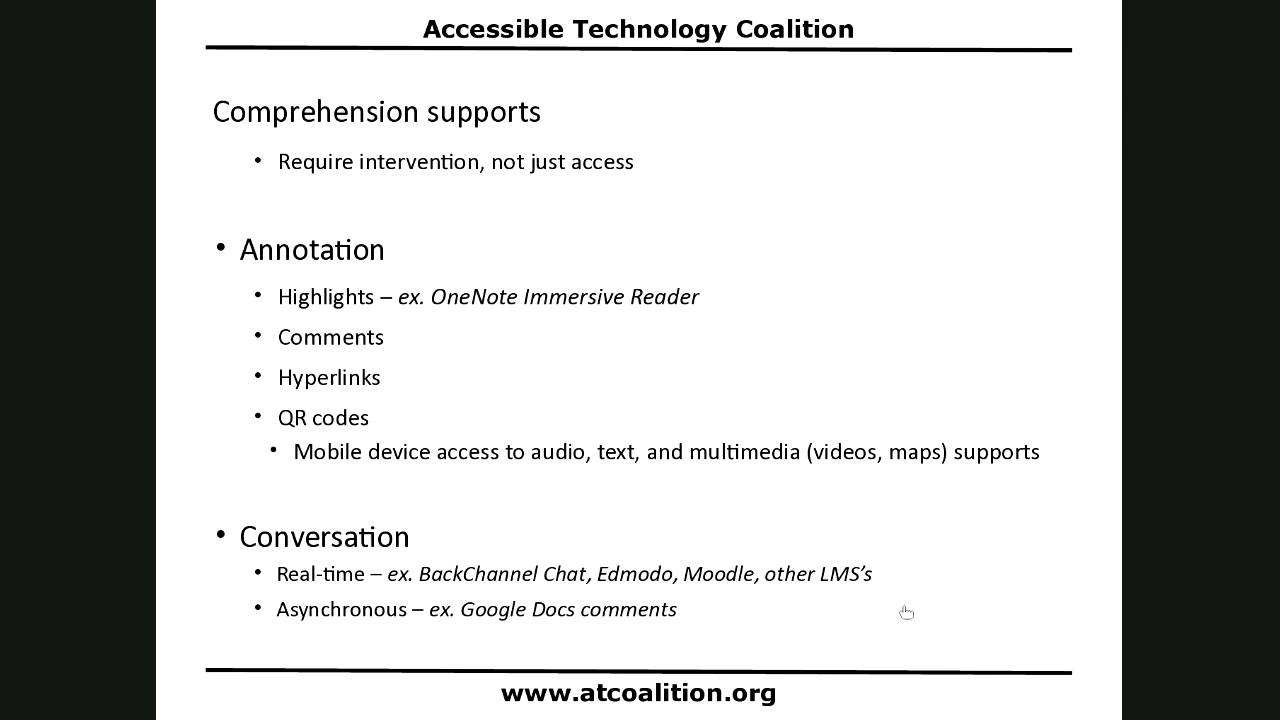 Accessible Technology Coalition
Comprehension supports
• Require intervention, not just access
• Annotation
• Highlights – ex. OneNote Immersive Reader
• Comments
• Hyperlinks
• QR codes
• Mobile device access to audio, text, and multimedia (videos, maps) supports
• Conversation
• Real-time – ex. BackChannel Chat, Edmodo, Moodle, other LMS’s
• Asynchronous – ex. Google Docs comments
www.atcoalition.org